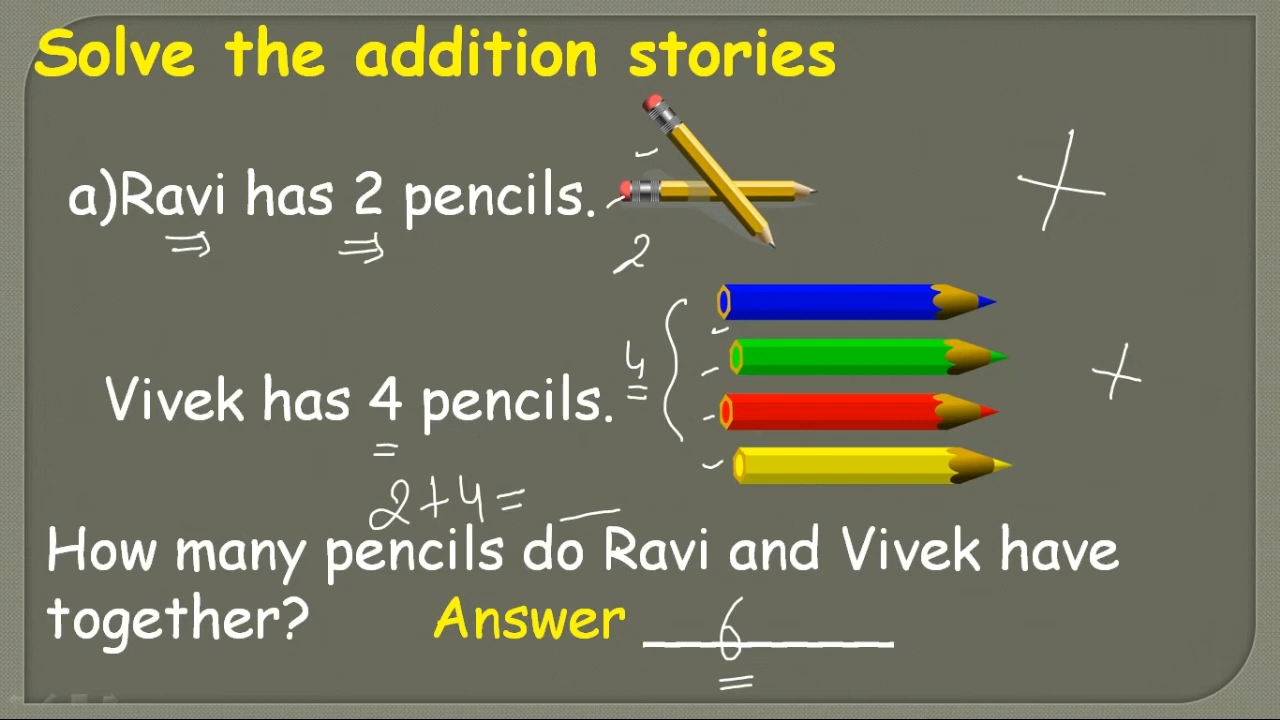 Solve the addition stories
a)Ravi has 2 pencils.
2
Vivek has 4 pencils.
4
2+4=
How many pencils do Ravi and Vivek have
together? Answer 6
+
+